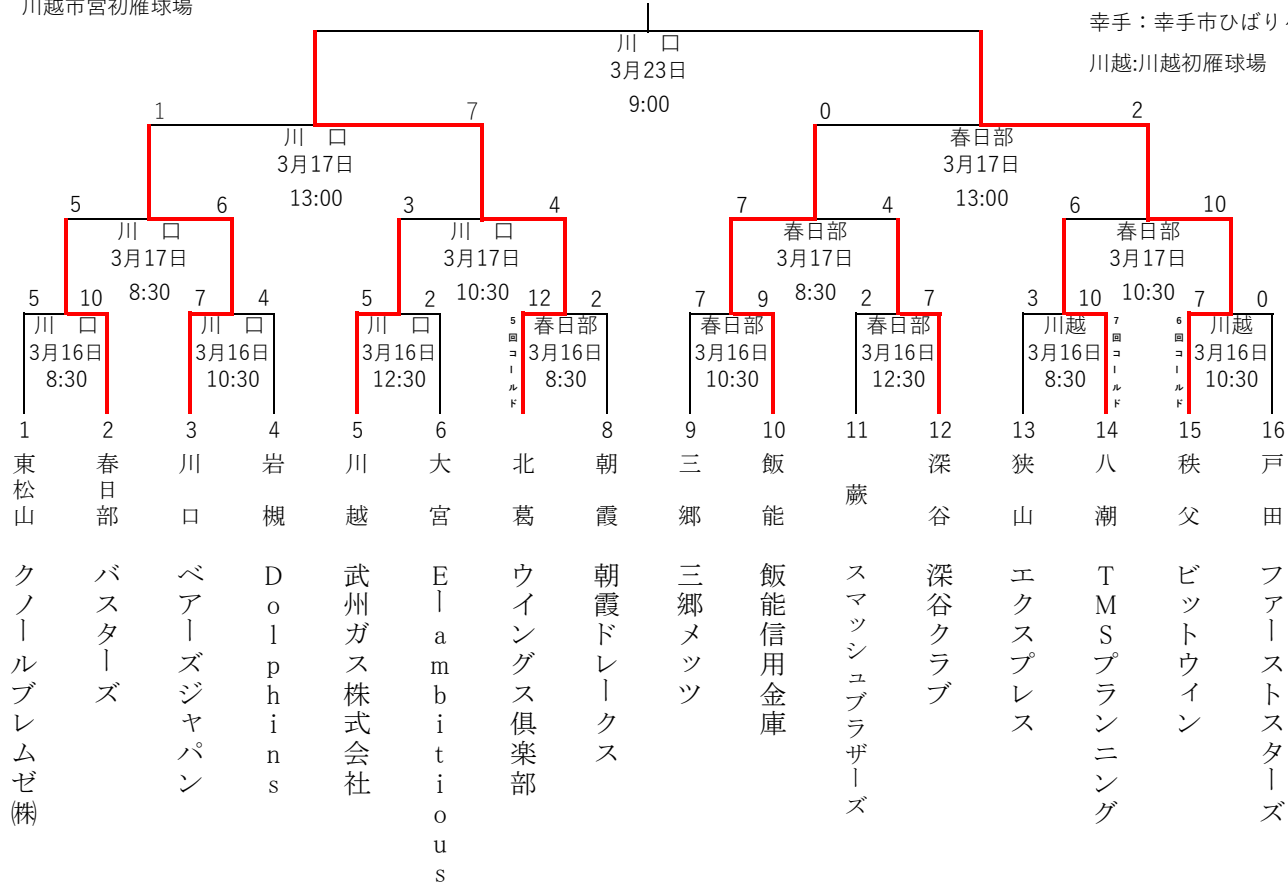 川越市宮初雁球場
幸手：幸手市ひばり
川越:川越初雁球場
川　口
3月23日
9:00
1 7 0 2
川　口
3月17日
13:00
春日部
3月17日
13:00
5 6 3 4 7 4 6 10
川　口
3月17日
8:30
川　口
3月17日
10:30
春日部
3月17日
8:30
春日部
3月17日
10:30
5 10 7 4 5 2 12 2 7 9 2 7 3 10 7 0
川　口
3月16日
8:30
川　口
3月16日
10:30
川　口
3月16日
12:30
5回コールド
春日部
3月16日
8:30
春日部
3月16日
10:30
春日部
3月16日
12:30
川越
3月16日
8:30
7回コールド
6回コールド
川越
3月16日
10:30
1 2 3 4 5 6 8 9 10 11 12 13 14 15 16
東松山
春日部
川　口
岩　槻
川　越
大　宮
北　葛
朝　霞
三　郷
飯　能
蕨
深　谷
狭　山
八　潮
秩　父
戸　田
クノールブレムゼ㈱
バスターズ
ベアーズジャパン
Dolphins
武州ガス株式会社
E－ambitious
ウイングス倶楽部
朝霞ドレークス
三郷メッツ
飯能信用金庫
スマッシュブラザーズ
深谷クラブ
エクスプレス
TMSプランニング
ビットウイン
ファーストスターズ